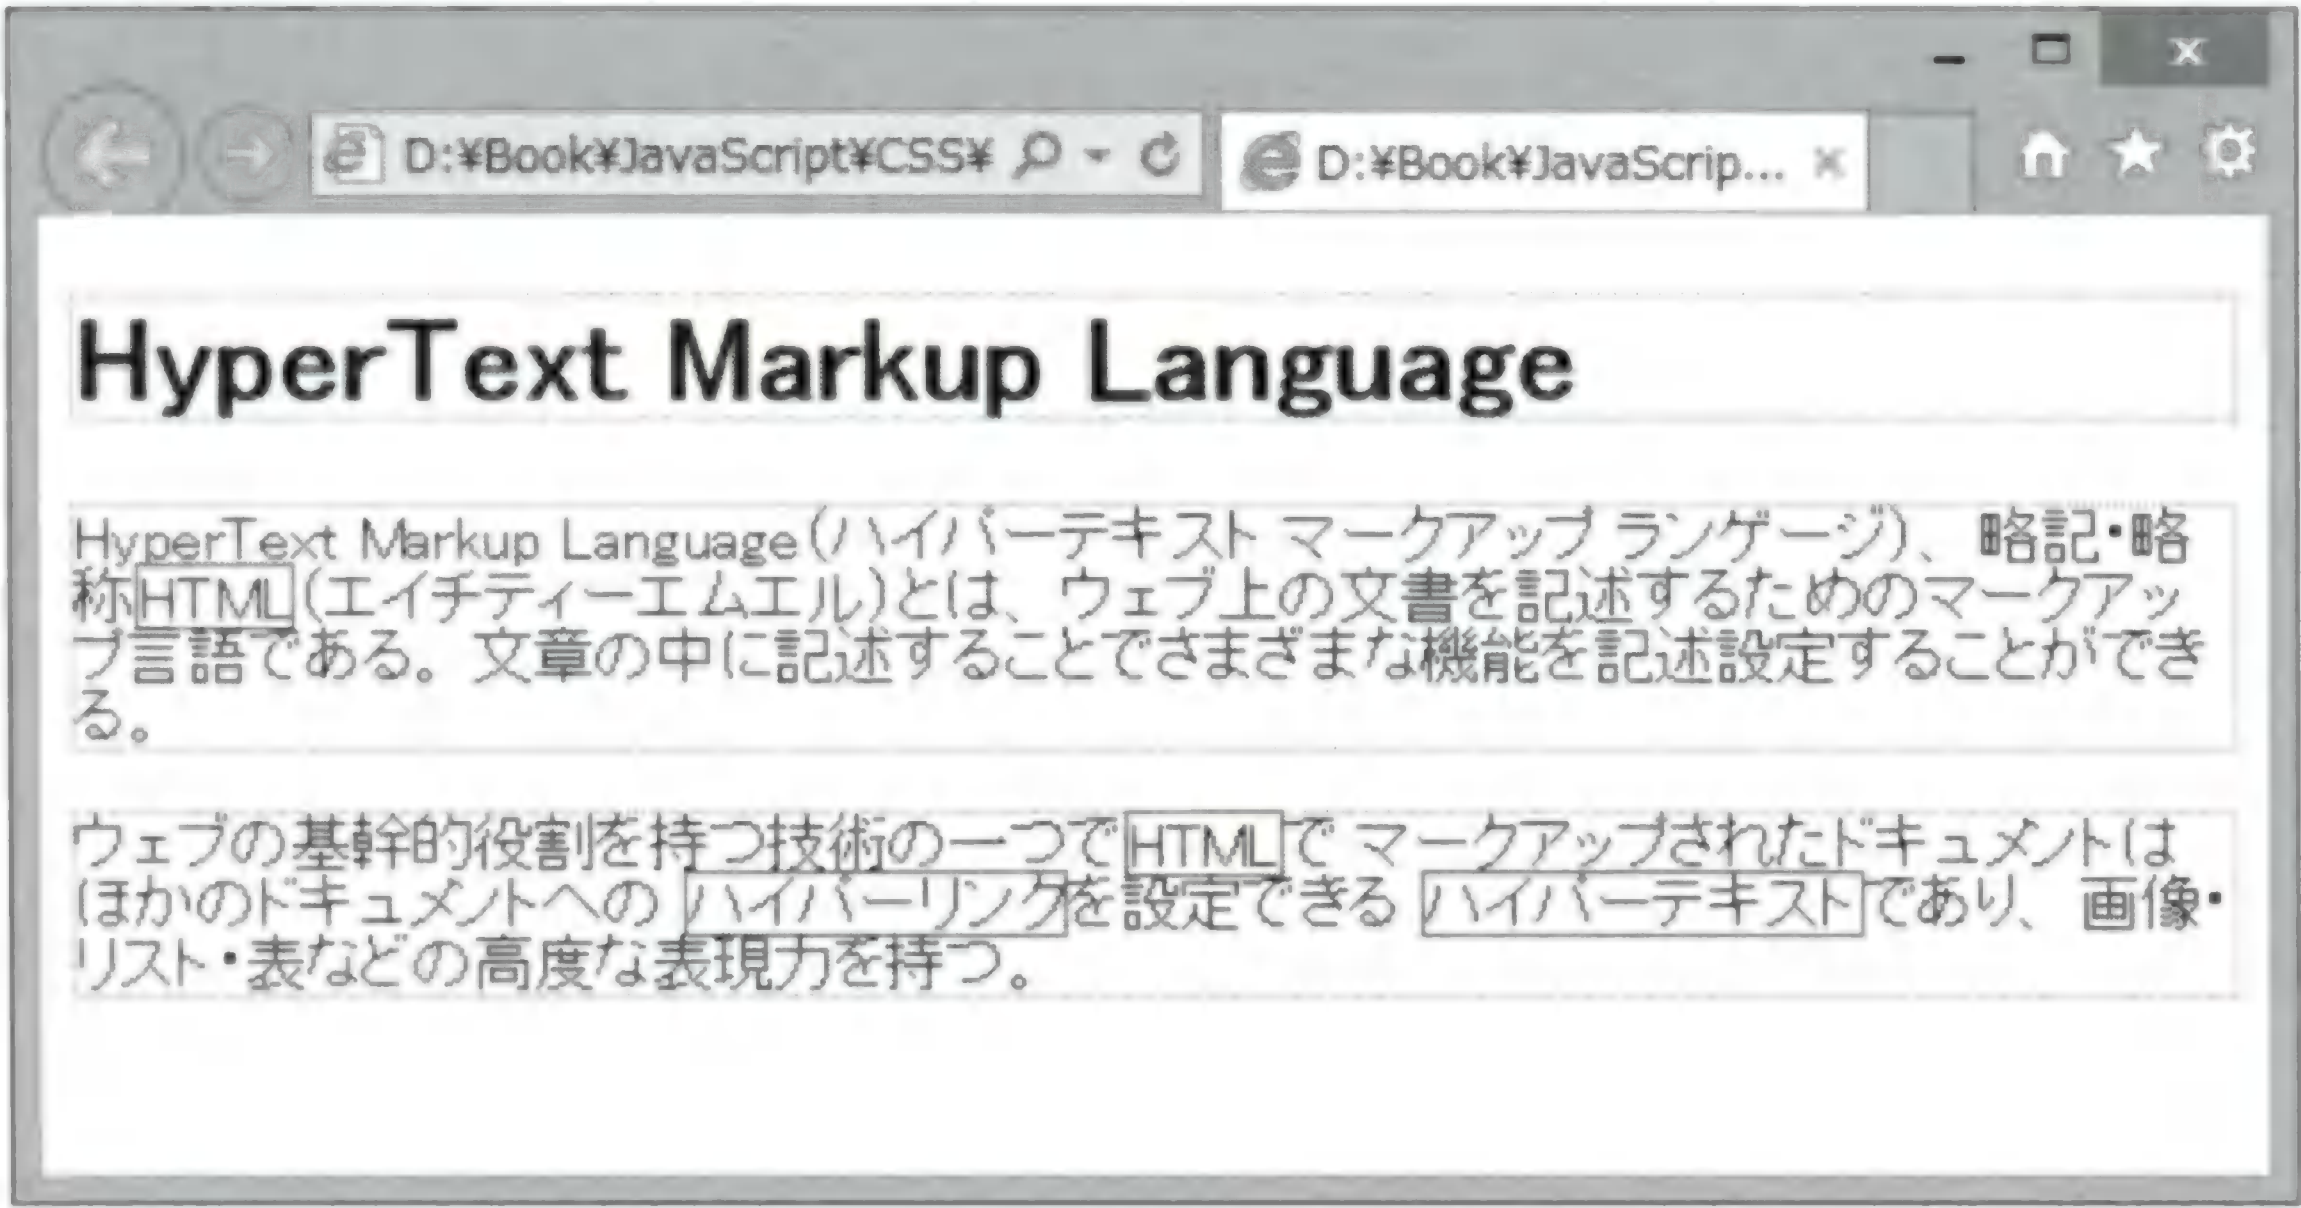 D:¥Book¥JavaScript¥CSS¥
D:¥Book¥JavaScrip...
HyperText Markup Language
HyperText Markup Language(ハイパーテキスト マークアップ ランゲージ)、略記・略
称HTML(エイチティーエムエル)とは、ウェブ上の文書を記述するためのマークアッ
プ言語である。文章の中に記述することでさまざまな機能を記述設定することができ
る。
ウェブの基幹的役割を持つ技術の一つでHTMLで マークアップされたドキュメントは
ほかのドキュメントへの ハイパーリンクを設定できる ハイパーテキストであり、画像・
リスト・表などの高度な表現力を持つ。